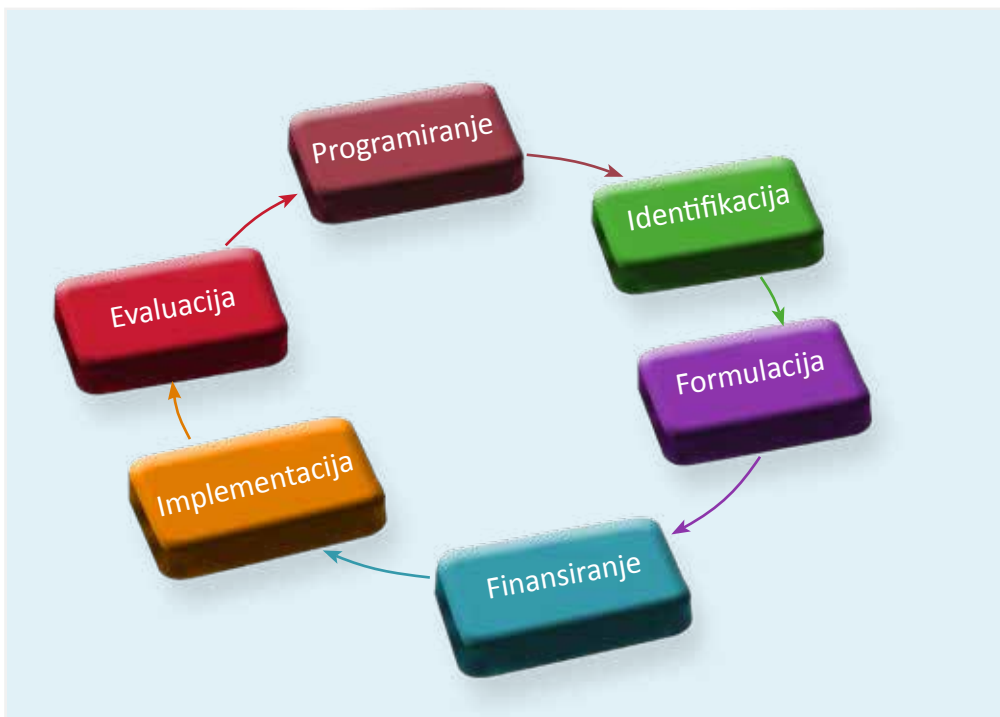 Programiranje
Identifikacija
Formulacija
Finansiranje
Implementacija
Evaluacija